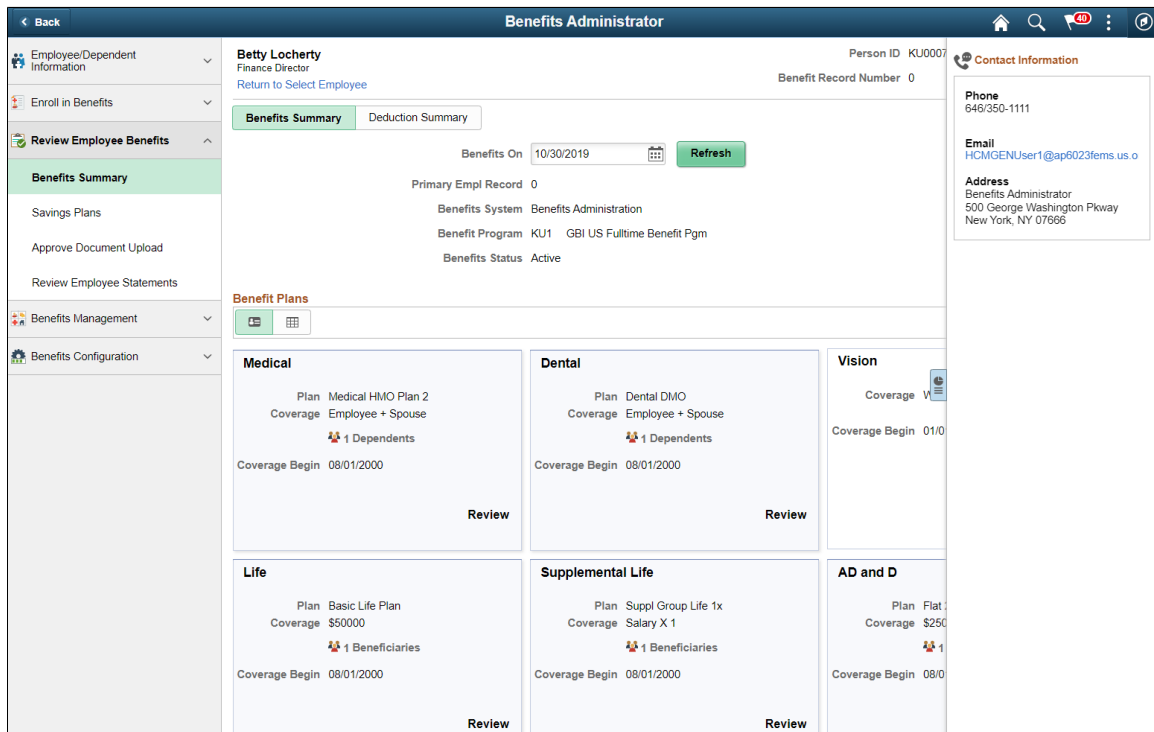 Back
Benefits Administrator
40
Employee/Dependent
Information
Enroll in Benefits
Review Employee Benefits
Benefits Summary
Savings Plans
Approve Document Upload
Review Employee Statements
Benefits Management
Benefits Configuration
Betty Locherty
Finance Director
Return to Select Employee
Person ID KU0007
Benefit Record Number 0
Benefits Summary
Deduction Summary
Benefits On 10/30/2019
Refresh
Primary Empl Record 0
Benefits System Benefits Administration
Benefit Program KU1 GBI US Fulltime Benefit Pgm
Benefits Status Active
Benefit Plans
Medical
Plan Medical HMO Plan 2
Coverage Employee + Spouse
1 Dependents
Coverage Begin 08/01/2000
Review
Dental
Plan Dental DMO
Coverage Employee + Spouse
1 Dependents
Coverage Begin 08/01/2000
Review
Vision
Coverage
Coverage Begin 01/0
Life
Plan Basic Life Plan
Coverage $50000
1 Beneficiaries
Coverage Begin 08/01/2000
Review
Supplemental Life
Plan Suppl Group Life 1x
Coverage Salary X 1
1 Beneficiaries
Coverage Begin 08/01/2000
Review
AD and D
Plan Flat
Coverage $250
1
Coverage Begin 08/0
Contact Information
Phone
646/350-1111
Email
HCMGENUser1@ap6023fems.us.o
Address
Benefits Administrator
500 George Washington Pkway
New York, NY 07666